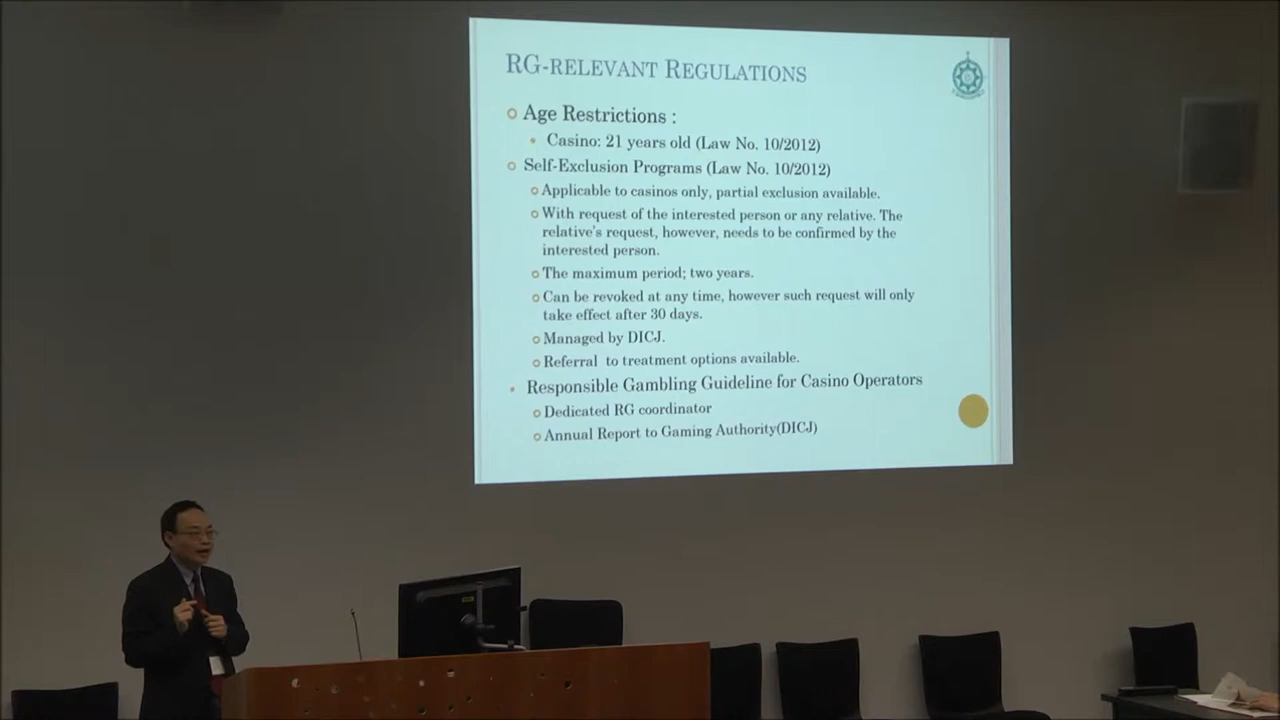 RG-RELEVANT REGULATIONS
Age Restrictions :
Casino: 21 years old (Law No. 10/2012)
Self-Exclusion Programs (Law No. 10/2012)
Applicable to casinos only, partial exclusion available.
With request of the interested person or any relative. The
relative's request, however, needs to be confirmed by the
interested person.
The maximum period; two years.
Can be revoked at any time, however such request will only
take effect after 30 days.
Managed by DICJ.
Referral to treatment options available.
Responsible Gambling Guideline for Casino Operators
Dedicated RG coordinator
Annual Report to Gaming Authority(DICJ)